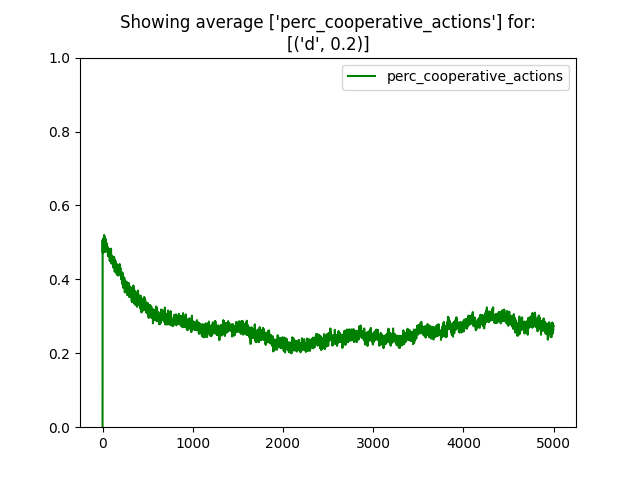 Showing average ['perc_cooperative_actions'] for:
[('d', 0.2)]
perc_cooperative_actions
1.0
0.8
0.6
0.4
0.2
0.0
0 1000 2000 3000 4000 5000